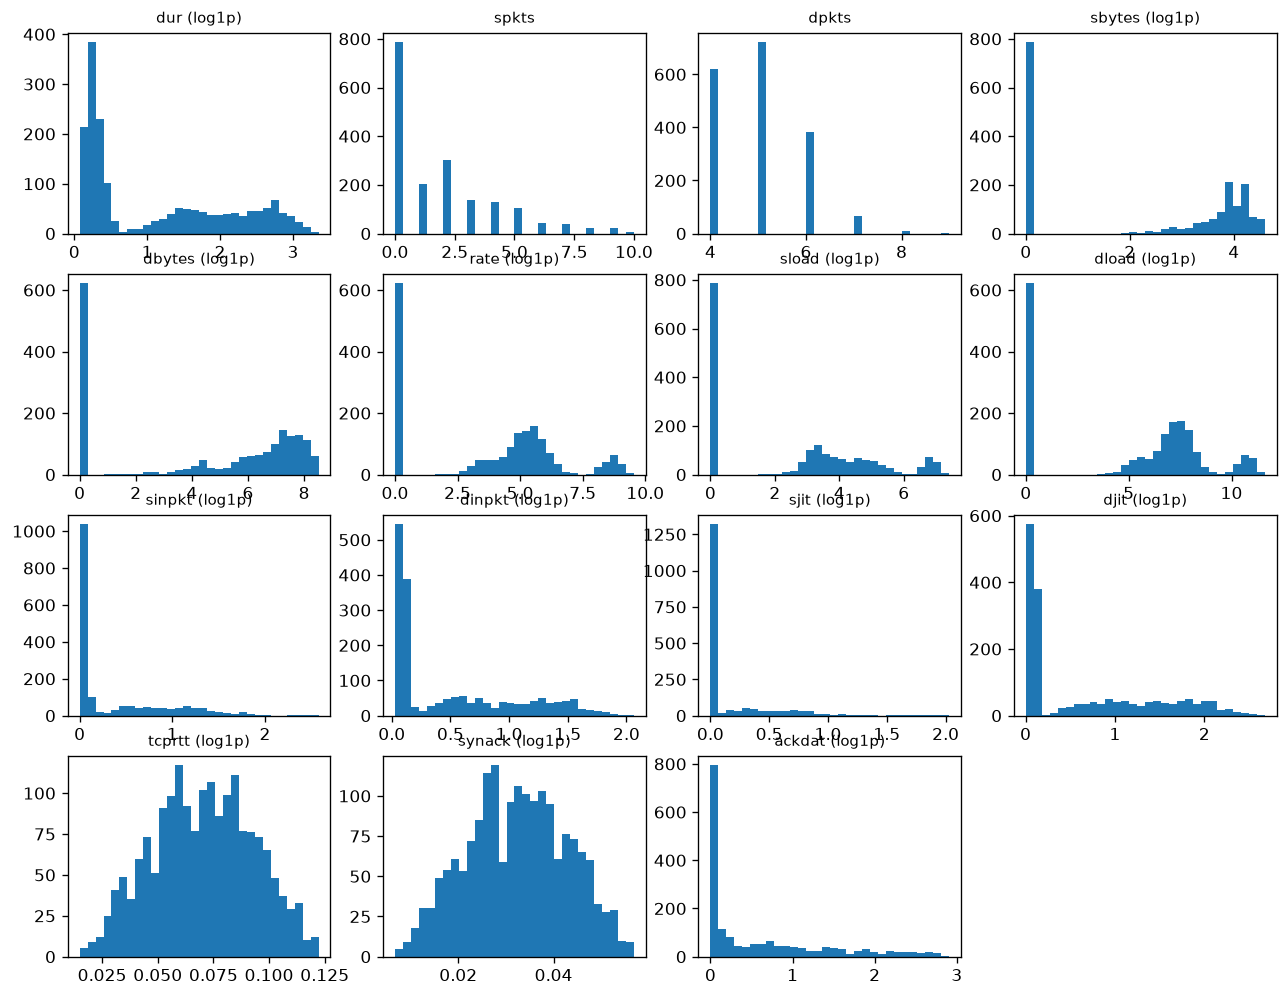 dur (log1p) spkts dpkts sbytes (log1p)
400 300 200 100 0
800 600 400 200 0
600 400 200 0
800 600 400 200 0
0 1 2 3
0.0 2.5 5.0 7.5 10.0
4 6 8
0 2 4
dbytes (log1p) rate (log1p) sload (log1p) dload (log1p)
600 400 200 0
600 400 200 0
800 600 400 200 0
600 400 200 0
0 2 4 6 8
0.0 2.5 5.0 7.5 10.0
0 2 4 6
0 5 10
sinpkt (log1p) dinpkt (log1p) sjit (log1p) djit (log1p)
1000 800 600 400 200 0
500 400 300 200 100 0
1250 1000 750 500 250 0
600 400 200 0
0 1 2
0.0 0.5 1.0 1.5 2.0
0.0 0.5 1.0 1.5 2.0
0 1 2
tcprtt (log1p) synack (log1p) ackdat (log1p)
100 75 50 25 0
100 75 50 25 0
800 600 400 200 0
0.025 0.050 0.075 0.100 0.125
0.02 0.04
0 1 2 3